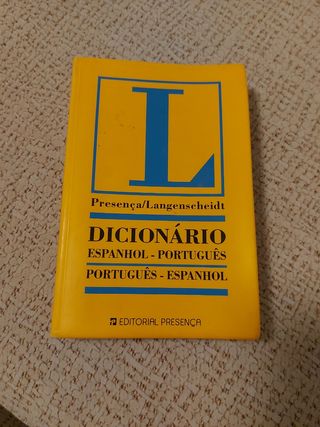 L
Presença/Langenscheidt
DICIONÁRIO
ESPANHOL - PORTUGUÊS
PORTUGUÊS - ESPANHOL
EDITORIAL PRESENÇA